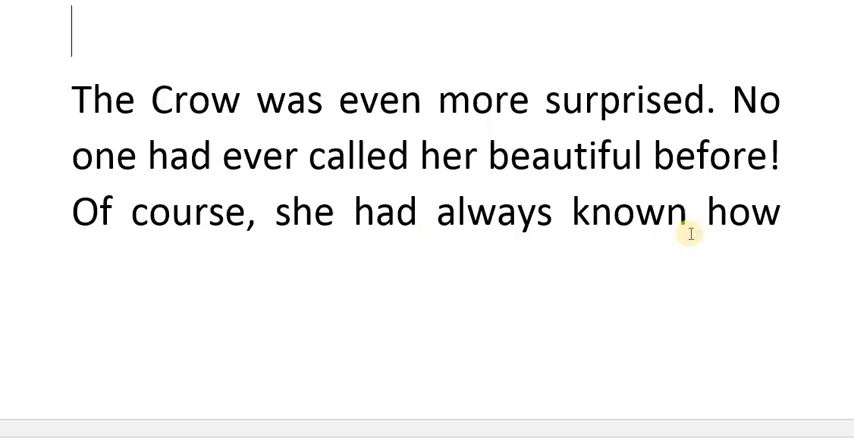 The Crow was even more surprised. No
one had ever called her beautiful before!
Of course, she had always known how